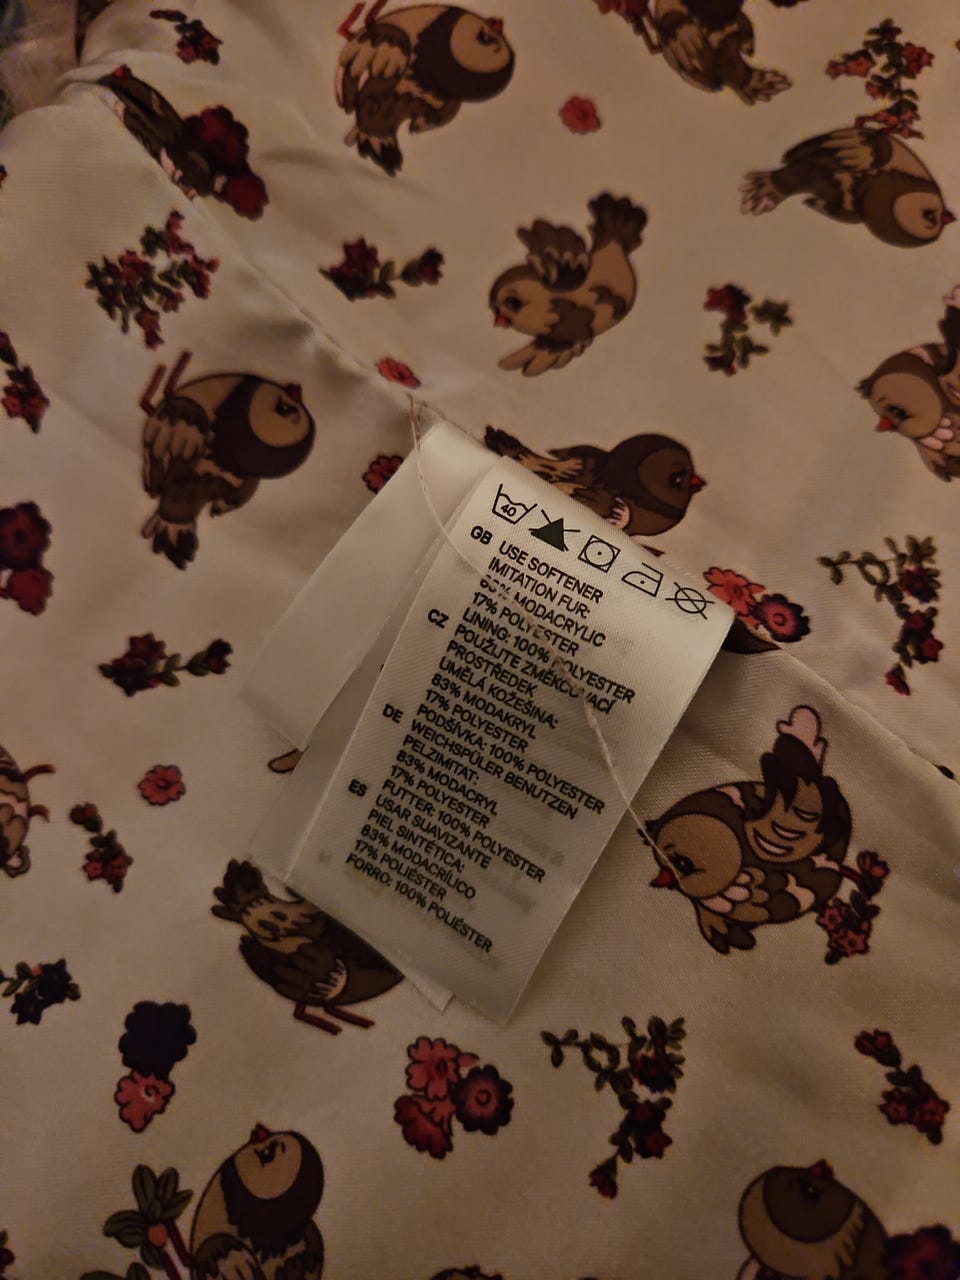 40
GB USE SOFTENER
IMITATION FUR:
83% MODACRYLIC
17% POLYESTER
LINING: 100% POLYESTER
CZ POUŽIJTE ZMĚKČOVACÍ
PROSTŘEDEK
UMĚLÁ KOŽEŠINA:
83% MODAKRYL
17% POLYESTER
PODŠÍVKA: 100% POLYESTER
DE WEICHSPÜLER BENUTZEN
PELZIMITAT:
83% MODACRYL
17% POLYESTER
FUTTER: 100% POLYESTER
ES USAR SUAVIZANTE
PIEL SINTÉTICA:
83% MODACRÍLICO
17% POLIÉSTER
FORRO: 100% POLIÉSTER